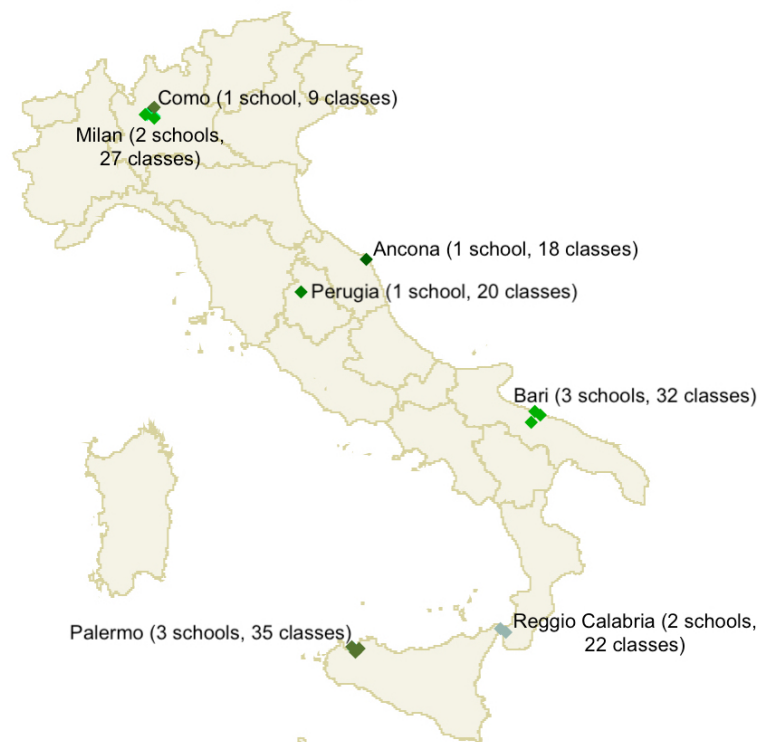 Como (1 school, 9 classes)
Milan (2 schools,
27 classes)
Ancona (1 school, 18 classes)
Perugia (1 school, 20 classes)
Bari (3 schools, 32 classes)
Palermo (3 schools, 35 classes)
Reggio Calabria (2 schools,
22 classes)